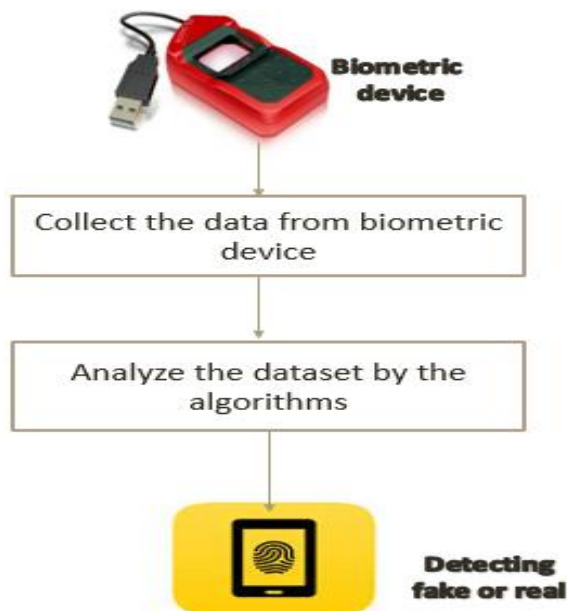 Biometric
device
Collect the data from biometric
device
Analyze the dataset by the
algorithms
Detecting
fake or real